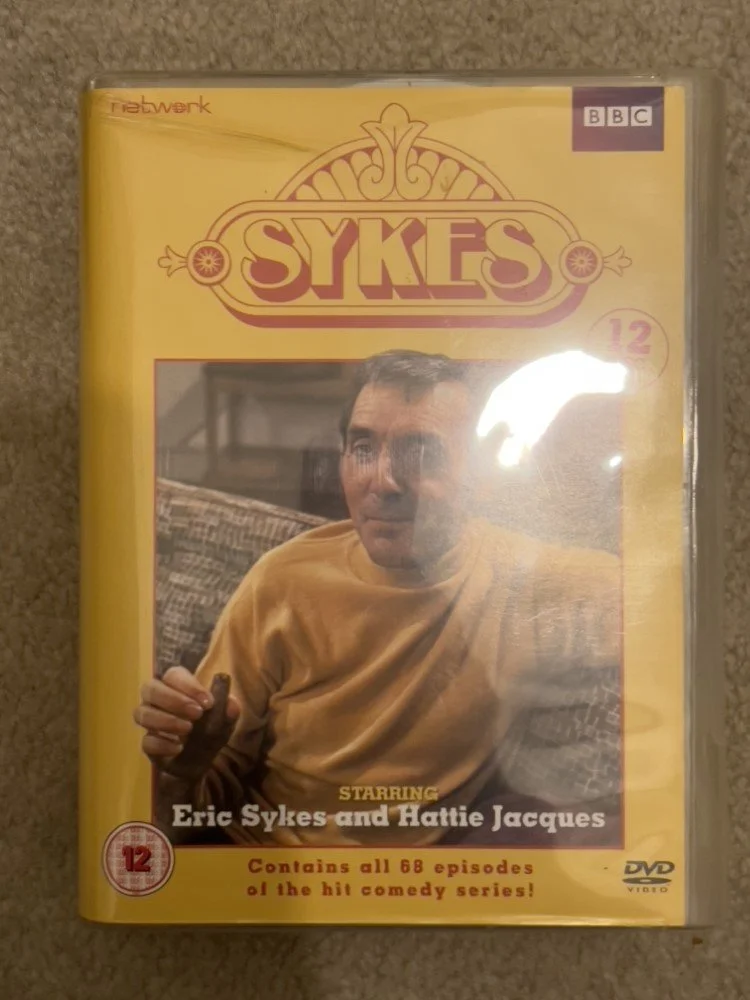 network
BBC
SYKES
12
STARRING
Eric Sykes and Hattie Jacques
12
Contains all 68 episodes
of the hit comedy series!
DVD
VIDEO